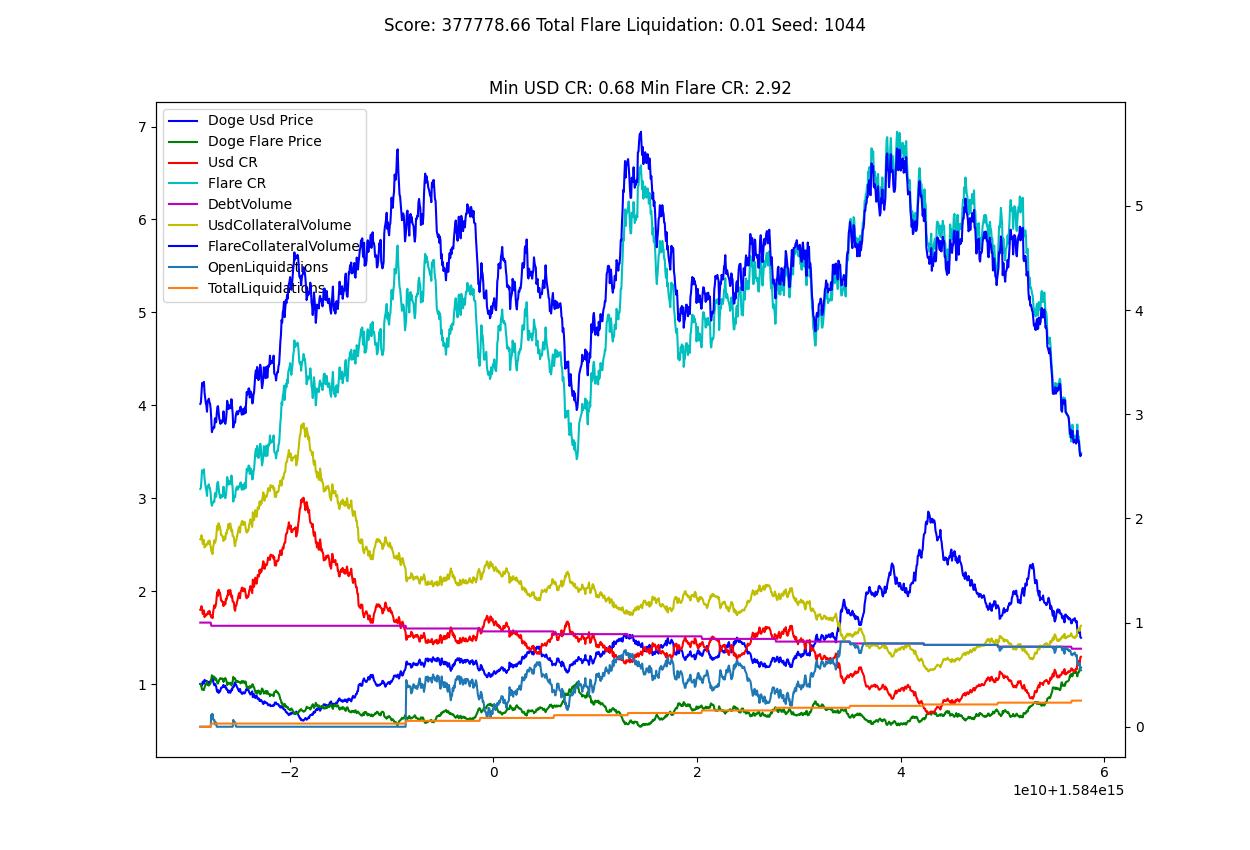 Score: 377778.66 Total Flare Liquidation: 0.01 Seed: 1044
Min USD CR: 0.68 Min Flare CR: 2.92
Doge Usd Price
Doge Flare Price
Usd CR
Flare CR
DebtVolume
UsdCollateralVolume
FlareCollateralVolume
OpenLiquidations
TotalLiquidations
7
6
5
4
3
2
1
5
4
3
2
1
0
−2
0
2
4
6
1e10+1.584e15